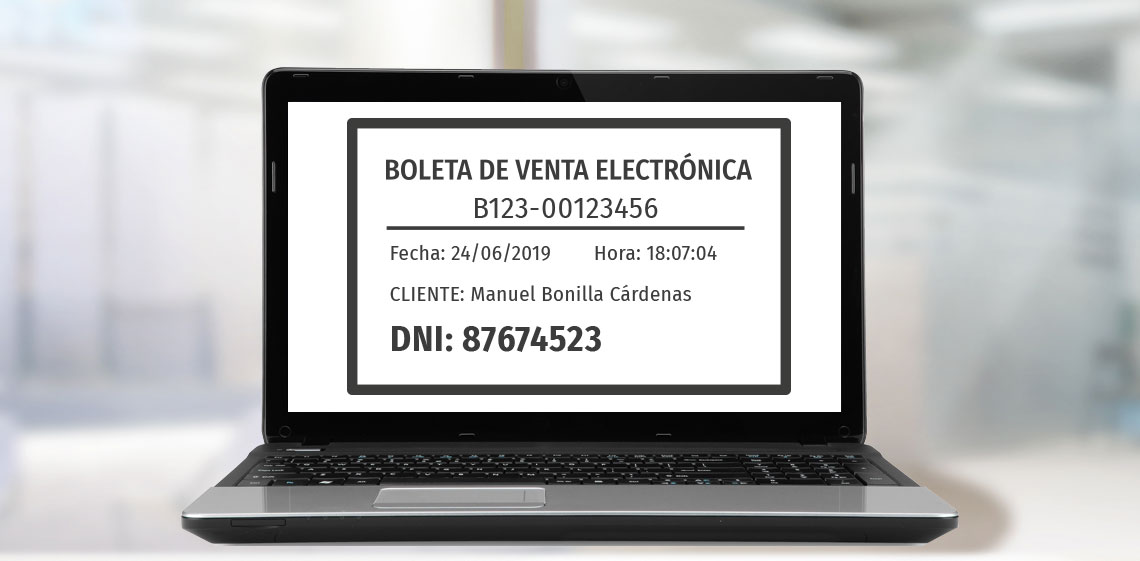 BOLETA DE VENTA ELECTRÓNICA
B123-00123456
Fecha: 24/06/2019 Hora: 18:07:04
CLIENTE: Manuel Bonilla Cárdenas
DNI: 87674523